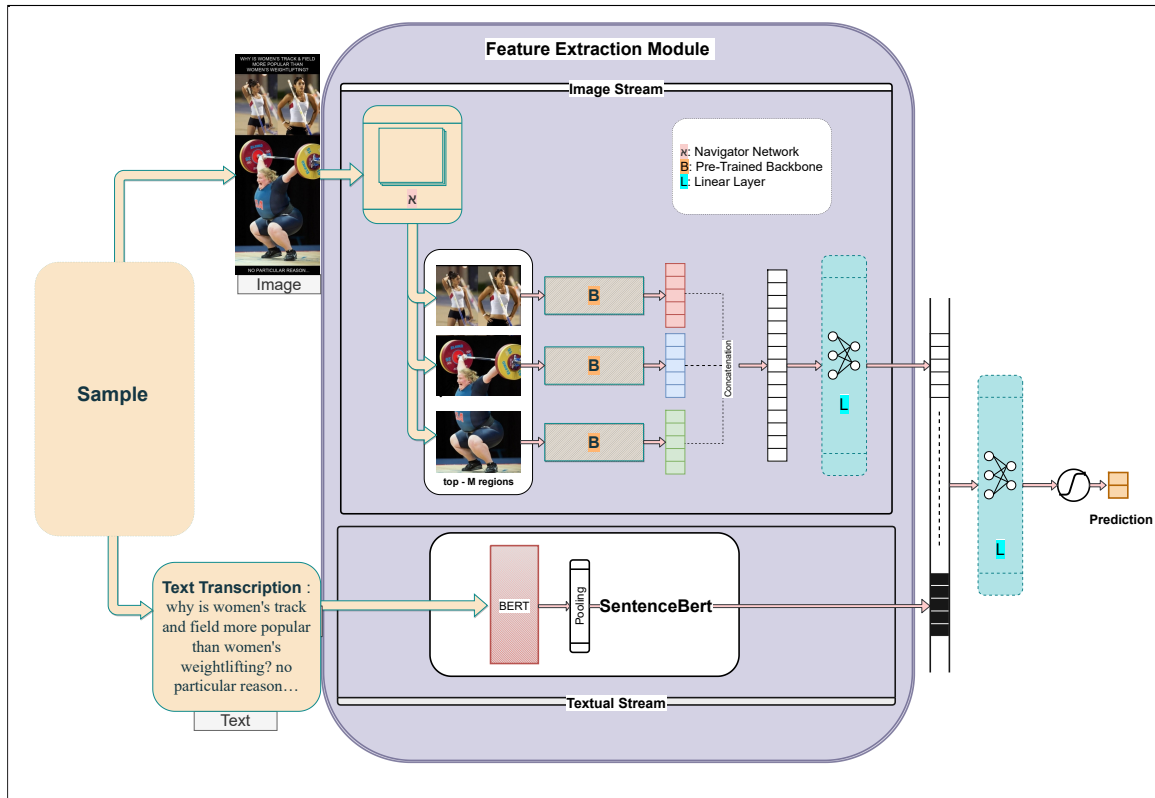 Feature Extraction Module
Image Stream
WHY IS WOMEN'S TRACK & FIELD
MORE POPULAR THAN
WOMEN'S WEIGHTLIFTING?
NO PARTICULAR REASON...
Image
א
א: Navigator Network
B: Pre-Trained Backbone
L: Linear Layer
Sample
B
B
B
Concatenation
L
top - M regions
L
Prediction
Text Transcription :
why is women's track
and field more popular
than women's
weightlifting? no
particular reason…
Text
BERT
Pooling
SentenceBert
Textual Stream